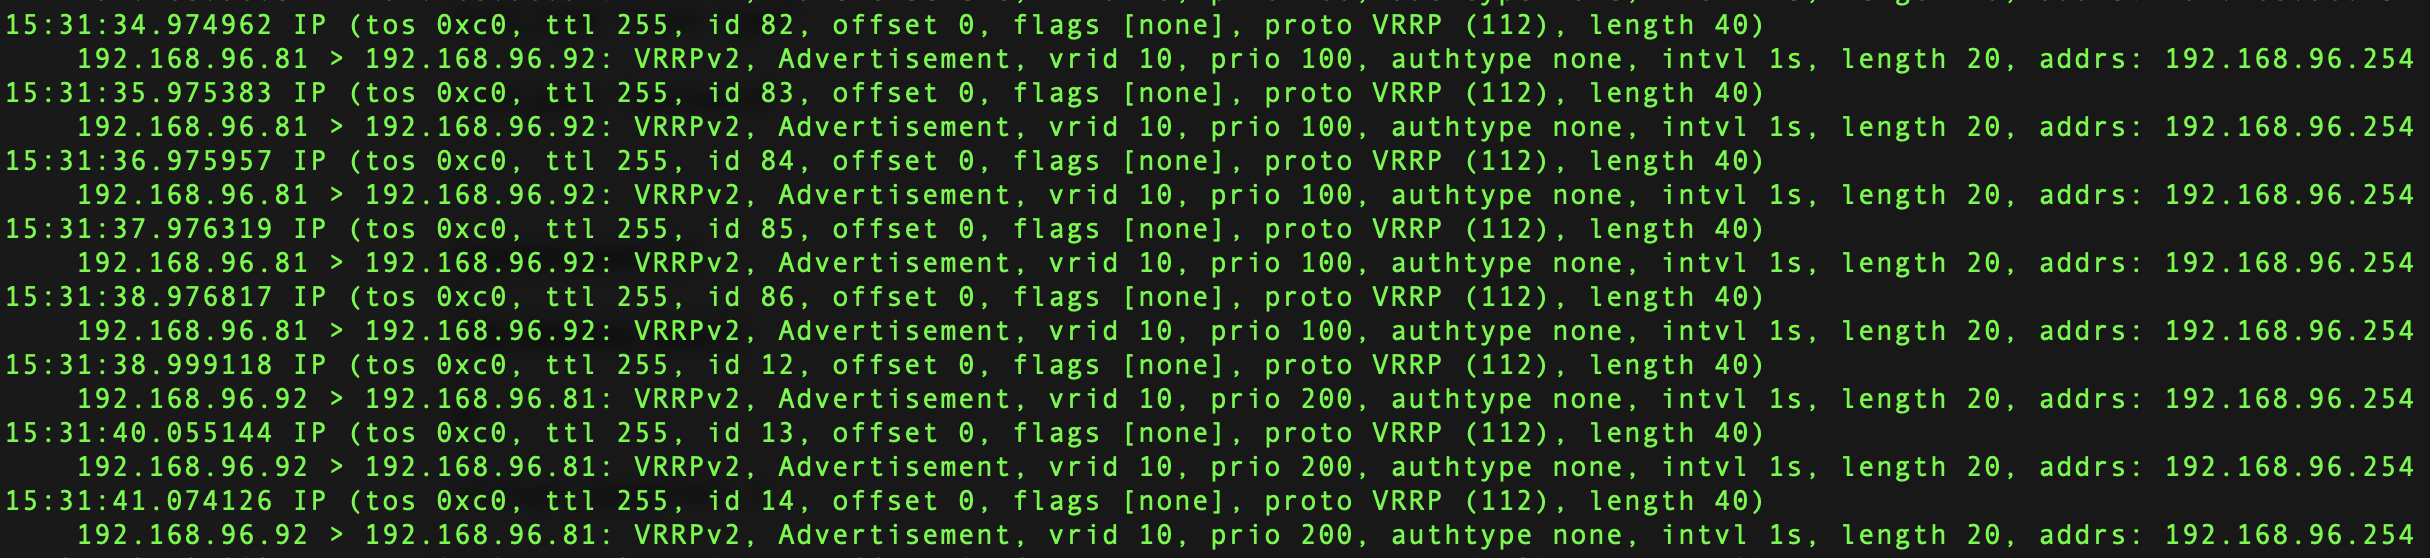 15:31:34.974962 IP (tos 0xc0, ttl 255, id 82, offset 0, flags [none], proto VRRP (112), length 40)
192.168.96.81 > 192.168.96.92: VRRPv2, Advertisement, vrid 10, prio 100, authtype none, intvl 1s, length 20, addrs: 192.168.96.254
15:31:35.975383 IP (tos 0xc0, ttl 255, id 83, offset 0, flags [none], proto VRRP (112), length 40)
192.168.96.81 > 192.168.96.92: VRRPv2, Advertisement, vrid 10, prio 100, authtype none, intvl 1s, length 20, addrs: 192.168.96.254
15:31:36.975957 IP (tos 0xc0, ttl 255, id 84, offset 0, flags [none], proto VRRP (112), length 40)
192.168.96.81 > 192.168.96.92: VRRPv2, Advertisement, vrid 10, prio 100, authtype none, intvl 1s, length 20, addrs: 192.168.96.254
15:31:37.976319 IP (tos 0xc0, ttl 255, id 85, offset 0, flags [none], proto VRRP (112), length 40)
192.168.96.81 > 192.168.96.92: VRRPv2, Advertisement, vrid 10, prio 100, authtype none, intvl 1s, length 20, addrs: 192.168.96.254
15:31:38.976817 IP (tos 0xc0, ttl 255, id 86, offset 0, flags [none], proto VRRP (112), length 40)
192.168.96.81 > 192.168.96.92: VRRPv2, Advertisement, vrid 10, prio 100, authtype none, intvl 1s, length 20, addrs: 192.168.96.254
15:31:38.999118 IP (tos 0xc0, ttl 255, id 12, offset 0, flags [none], proto VRRP (112), length 40)
192.168.96.92 > 192.168.96.81: VRRPv2, Advertisement, vrid 10, prio 200, authtype none, intvl 1s, length 20, addrs: 192.168.96.254
15:31:40.055144 IP (tos 0xc0, ttl 255, id 13, offset 0, flags [none], proto VRRP (112), length 40)
192.168.96.92 > 192.168.96.81: VRRPv2, Advertisement, vrid 10, prio 200, authtype none, intvl 1s, length 20, addrs: 192.168.96.254
15:31:41.074126 IP (tos 0xc0, ttl 255, id 14, offset 0, flags [none], proto VRRP (112), length 40)
192.168.96.92 > 192.168.96.81: VRRPv2, Advertisement, vrid 10, prio 200, authtype none, intvl 1s, length 20, addrs: 192.168.96.254